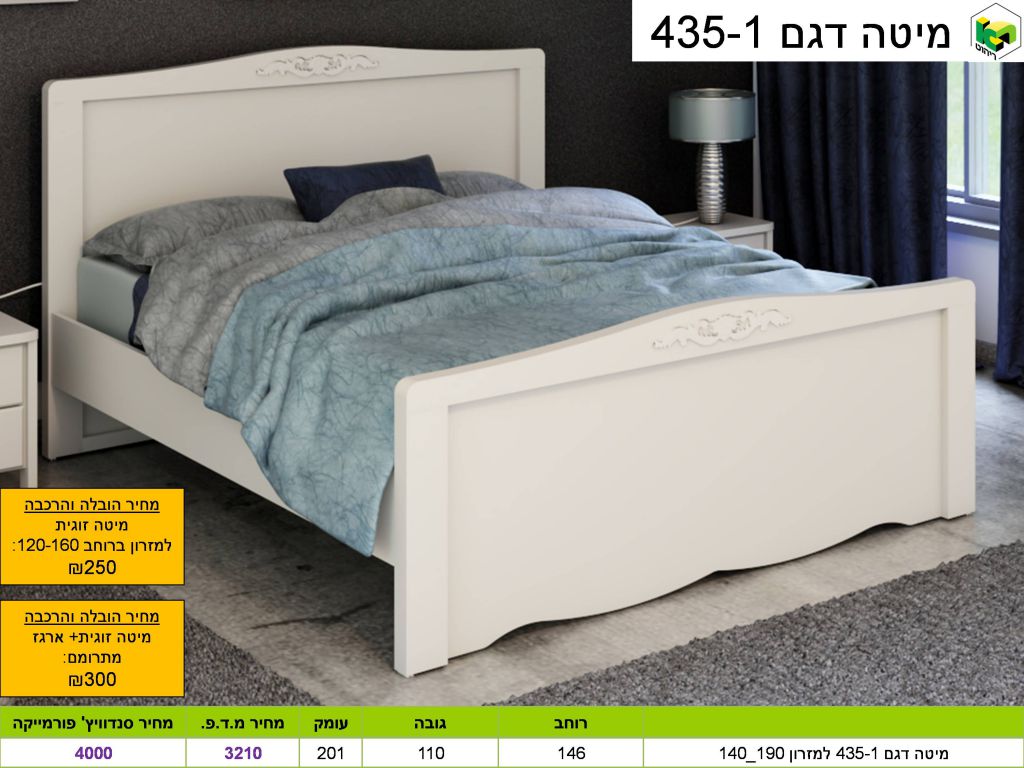 מיטה דגם 435-1
ריהוט
מחיר הובלה והרכבה
מיטה זוגית
למזרון ברוחב 120-160:
250₪
מחיר הובלה והרכבה
מיטה זוגית+ ארגז
מתרומם:
300₪
רוחב גובה עומק מחיר מ.ד.פ. מחיר סנדוויץ' פורמייקה
מיטה דגם 435-1 למזרון 190_140 146 110 201 3210 4000